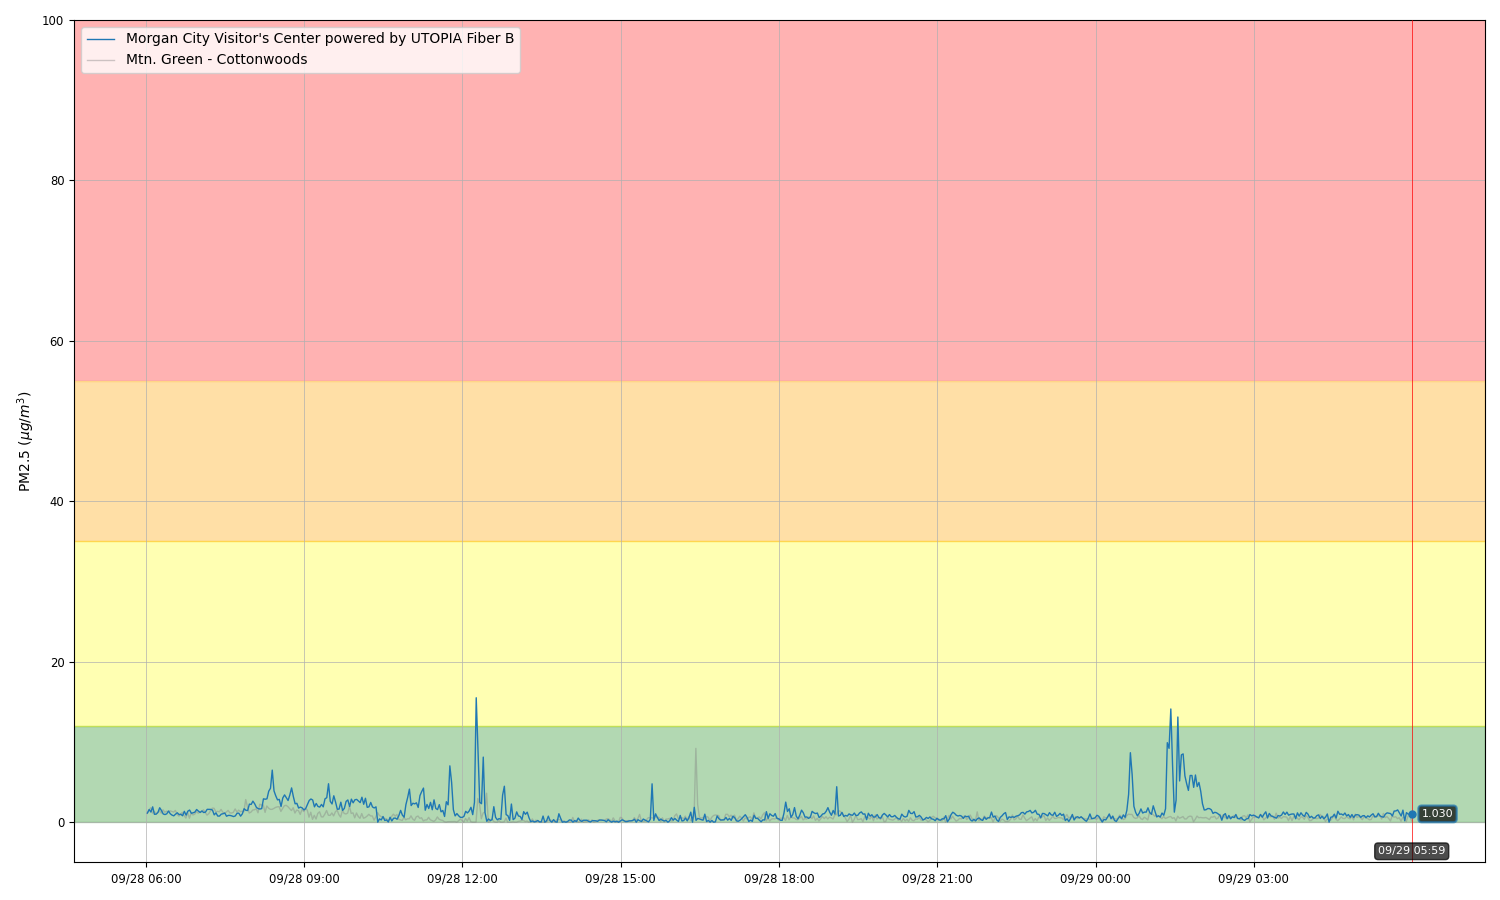 100
Morgan City Visitor's Center powered by UTOPIA Fiber B
Mtn. Green - Cottonwoods
80
60
PM2.5 (µg/m³)
40
20
0
1.030
09/29 05:59
09/28 06:00 09/28 09:00 09/28 12:00 09/28 15:00 09/28 18:00 09/28 21:00 09/29 00:00 09/29 03:00